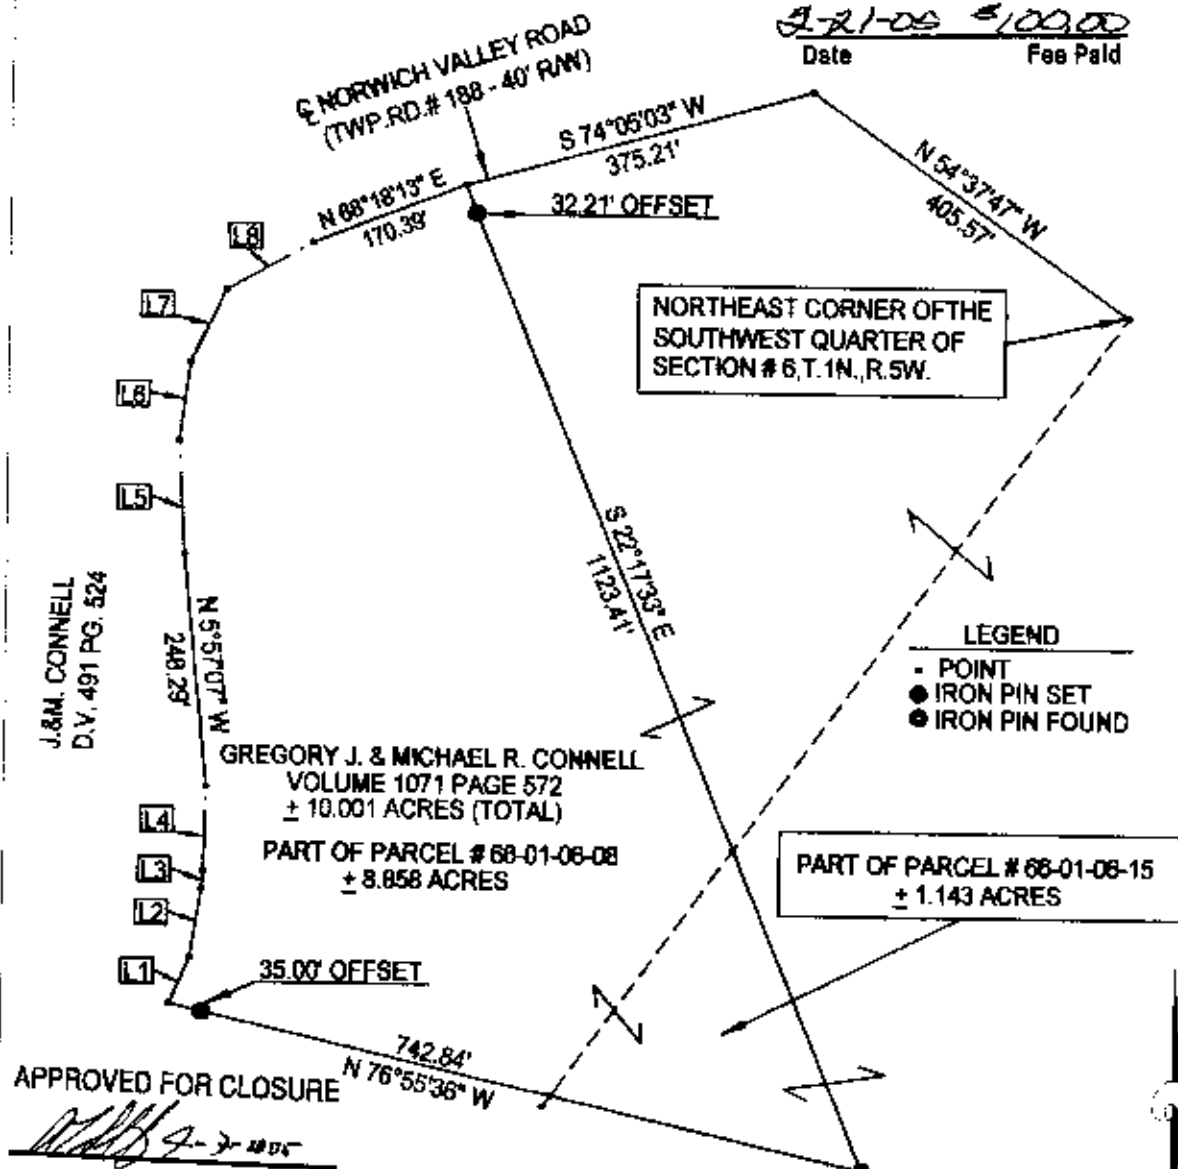 2-21-05 $100.00
Date Fee Paid
℄ NORWICH VALLEY ROAD
(TWP.RD.# 188 - 40' R/W)
S 74°05'03" W
375.21'
N 54°37'47" W
405.57'
N 68°18'13" E
170.39'
32.21' OFFSET
L8
L7
NORTHEAST CORNER OF THE
SOUTHWEST QUARTER OF
SECTION # 6,T.1N.,R.5W.
L6
L5
S 22°17'33" E
1123.41'
J.&M. CONNELL
D.V. 491 PG. 524
N 5°57'07" W
248.29'
LEGEND
- POINT
IRON PIN SET
IRON PIN FOUND
GREGORY J. & MICHAEL R. CONNELL
VOLUME 1071 PAGE 572
± 10.001 ACRES (TOTAL)
L4
PART OF PARCEL # 68-01-06-08
± 8.858 ACRES
L3
PART OF PARCEL # 68-01-06-15
± 1.143 ACRES
L2
L1
35.00' OFFSET
742.84'
N 76°55'36" W
APPROVED FOR CLOSURE